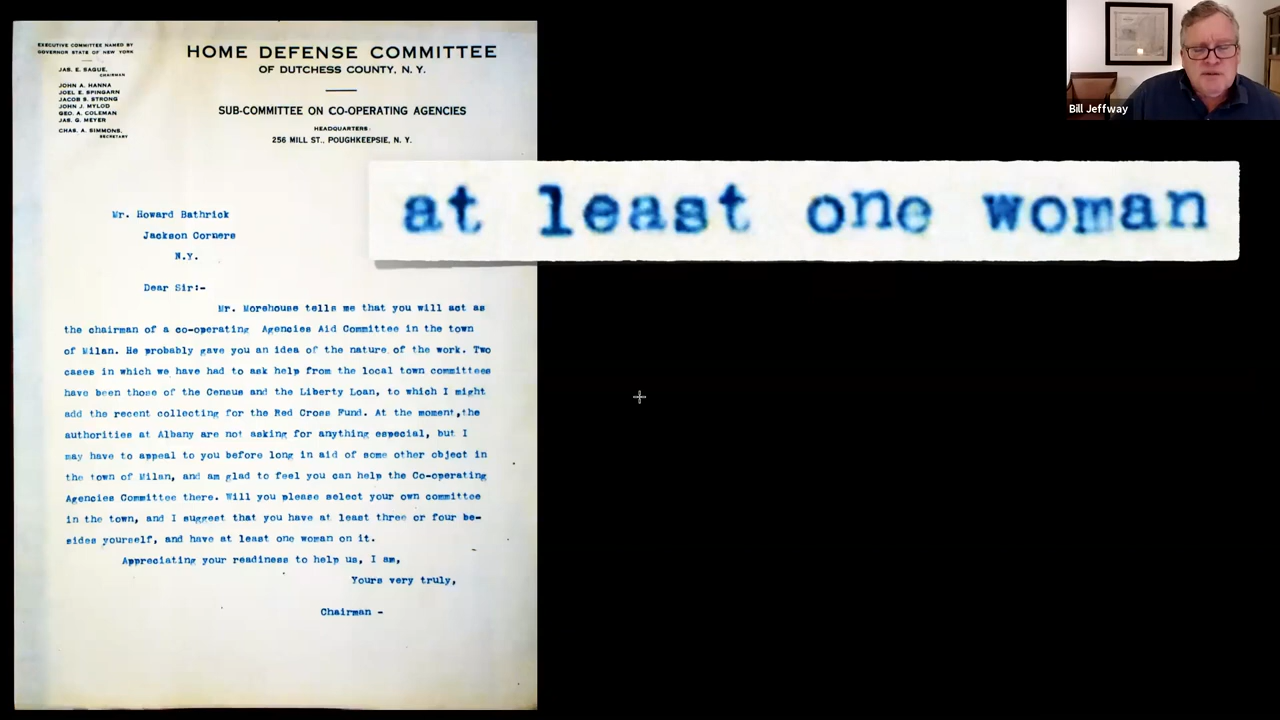 EXECUTIVE COMMITTEE NAMED BY
GOVERNOR STATE OF NEW YORK
JAS. E. SAGUE,
CHAIRMAN
JOHN A. HANNA
JOEL E. SPINGARN
JACOB S. STRONG
JOHN J. MYLOD
GEO. A. COLEMAN
JAS. G. MEYER
CHAS. A. SIMMONS,
SECRETARY
HOME DEFENSE COMMITTEE
OF DUTCHESS COUNTY, N. Y.
SUB-COMMITTEE ON CO-OPERATING AGENCIES
HEADQUARTERS:
256 MILL ST., POUGHKEEPSIE, N. Y.
Bill Jeffway
at least one woman
Mr. Howard Bathrick
Jackson Corners
N.Y.
Dear Sir:-
Mr. Morehouse tells me that you will act as
the chairman of a co-operating Agencies Aid Committee in the town
of Milan. He probably gave you an idea of the nature of the work. Two
cases in which we have had to ask help from the local town committees
have been those of the Census and the Liberty Loan, to which I might
add the recent collecting for the Red Cross Fund. At the moment,the
authorities at Albany are not asking for anything especial, but I
may have to appeal to you before long in aid of some other object in
the town of Milan, and am glad to feel you can help the Co-operating
Agencies Committee there. Will you please select your own committee
in the town, and I suggest that you have at least three or four be-
sides yourself, and have at least one woman on it.
Appreciating your readiness to help us, I am,
Yours very truly,
Chairman -